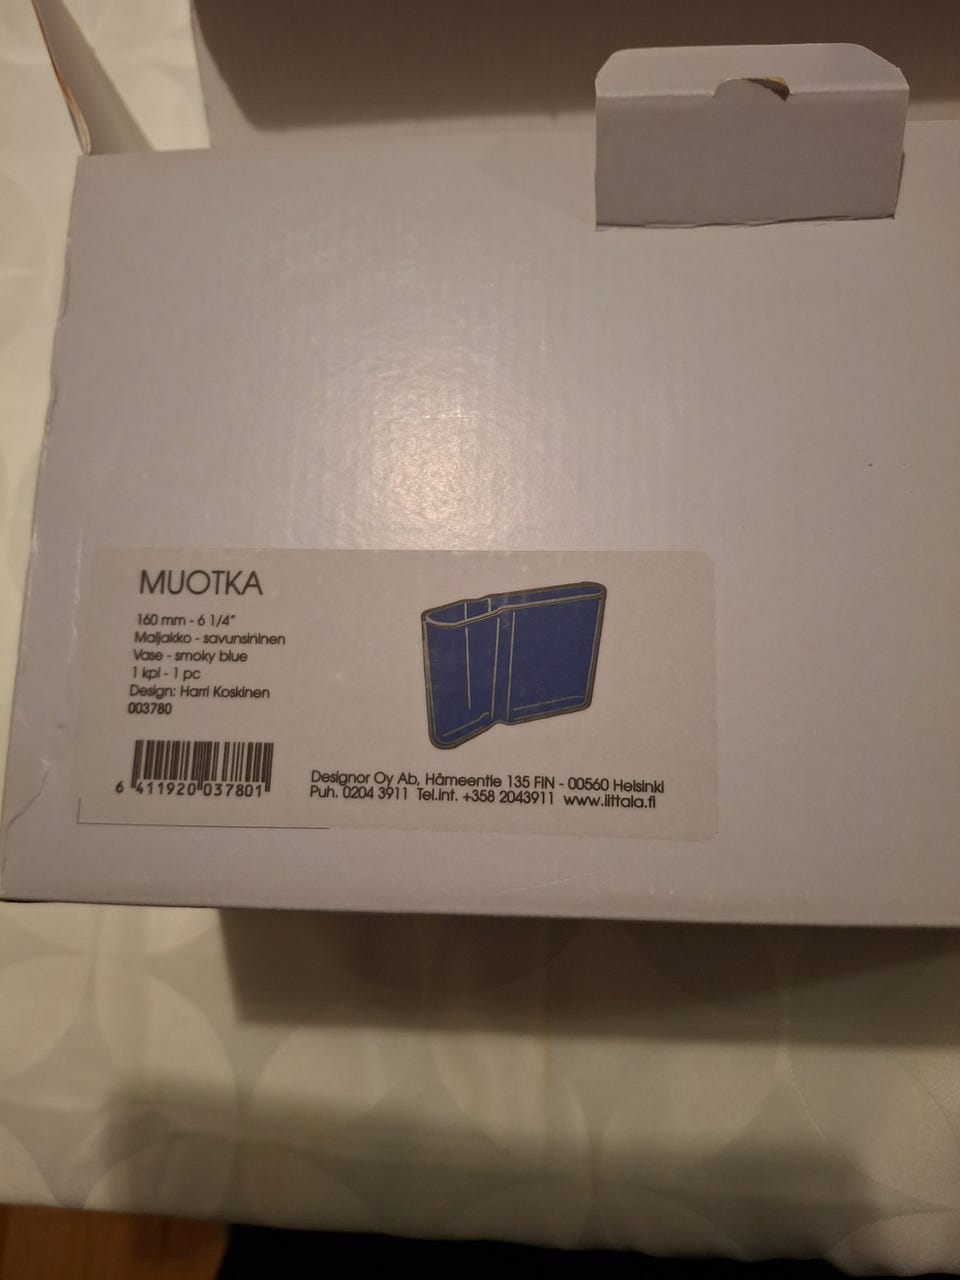 MUOTKA
160 mm - 6 1/4"
Maljakko - savunsininen
Vase - smoky blue
1 kpl - 1 pc
Design: Harri Koskinen
003780
6 411920 037801
Designor Oy Ab, Hämeentie 135 FIN - 00560 Helsinki
Puh. 0204 3911 Tel.int. +358 2043911 www.iittala.fi